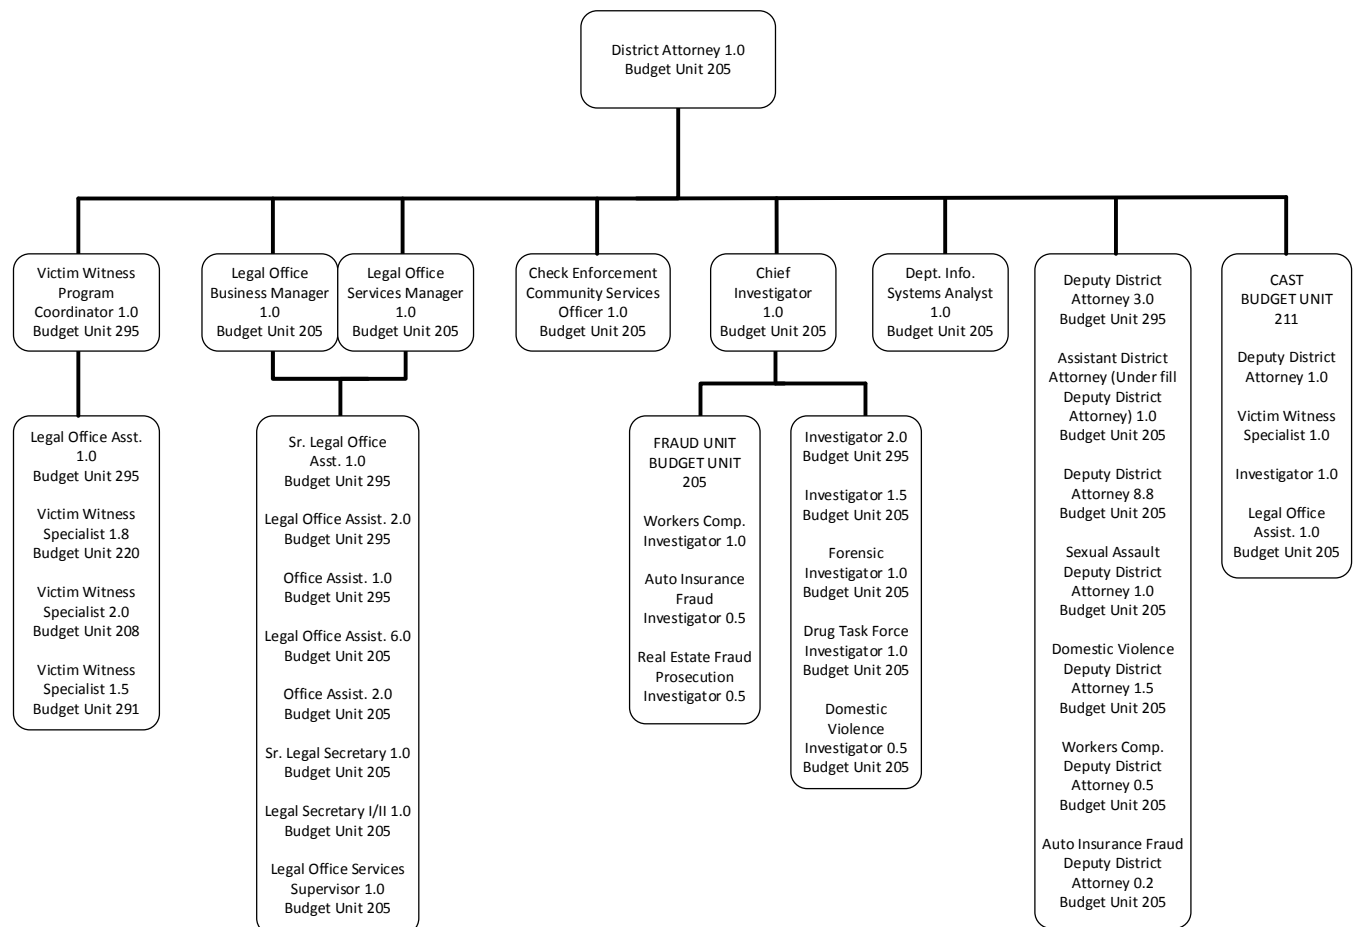 District Attorney 1.0
Budget Unit 205
Victim Witness
Program
Coordinator 1.0
Budget Unit 295
Legal Office
Business Manager
1.0
Budget Unit 205
Legal Office
Services Manager
1.0
Budget Unit 205
Check Enforcement
Community Services
Officer 1.0
Budget Unit 205
Chief
Investigator
1.0
Budget Unit 205
Dept. Info.
Systems Analyst
1.0
Budget Unit 205
Deputy District
Attorney 3.0
Budget Unit 295
Assistant District
Attorney (Under fill
Deputy District
Attorney) 1.0
Budget Unit 205
Deputy District
Attorney 8.8
Budget Unit 205
Sexual Assault
Deputy District
Attorney 1.0
Budget Unit 205
Domestic Violence
Deputy District
Attorney 1.5
Budget Unit 205
Workers Comp.
Deputy District
Attorney 0.5
Budget Unit 205
Auto Insurance Fraud
Deputy District
Attorney 0.2
Budget Unit 205
CAST
BUDGET UNIT
211
Deputy District
Attorney 1.0
Victim Witness
Specialist 1.0
Investigator 1.0
Legal Office
Assist. 1.0
Budget Unit 205
Legal Office Asst.
1.0
Budget Unit 295
Victim Witness
Specialist 1.8
Budget Unit 220
Victim Witness
Specialist 2.0
Budget Unit 208
Victim Witness
Specialist 1.5
Budget Unit 291
Sr. Legal Office
Asst. 1.0
Budget Unit 295
Legal Office Assist. 2.0
Budget Unit 295
Office Assist. 1.0
Budget Unit 295
Legal Office Assist. 6.0
Budget Unit 205
Office Assist. 2.0
Budget Unit 205
Sr. Legal Secretary 1.0
Budget Unit 205
Legal Secretary I/II 1.0
Budget Unit 205
Legal Office Services
Supervisor 1.0
Budget Unit 205
FRAUD UNIT
BUDGET UNIT
205
Workers Comp.
Investigator 1.0
Auto Insurance
Fraud
Investigator 0.5
Real Estate Fraud
Prosecution
Investigator 0.5
Investigator 2.0
Budget Unit 295
Investigator 1.5
Budget Unit 205
Forensic
Investigator 1.0
Budget Unit 205
Drug Task Force
Investigator 1.0
Budget Unit 205
Domestic
Violence
Investigator 0.5
Budget Unit 205